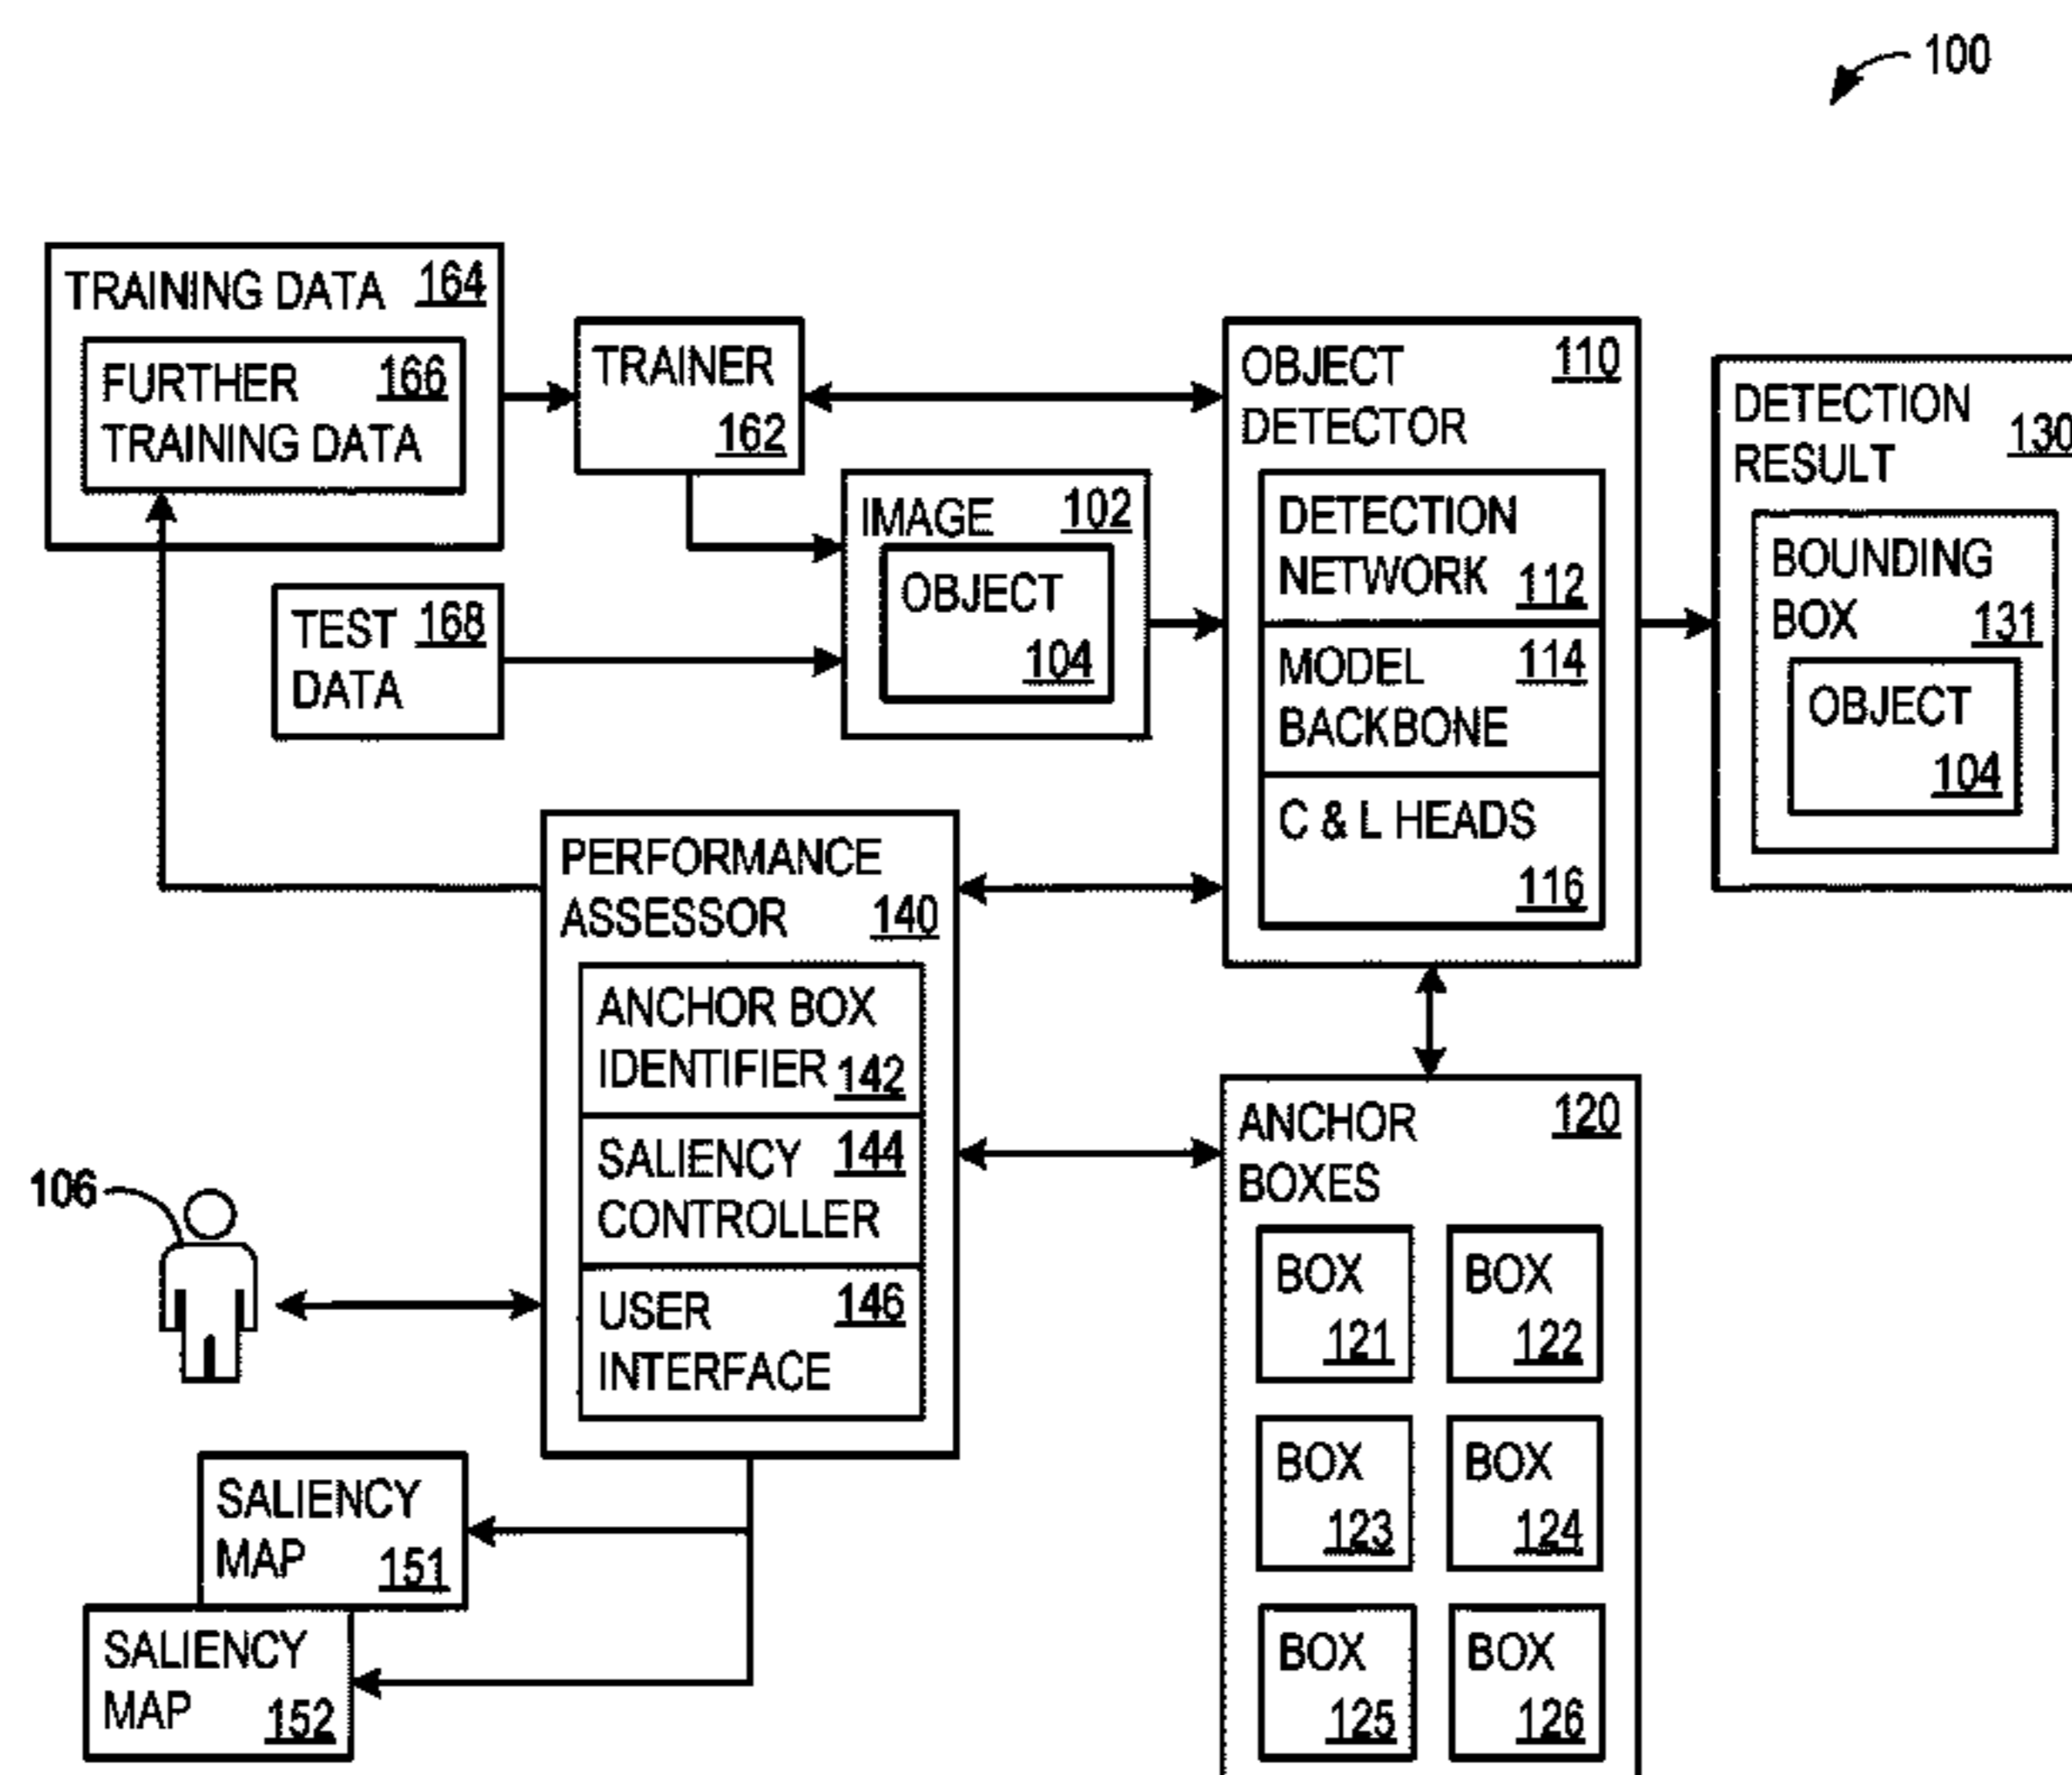 100
TRAINING DATA 164
FURTHER 166
TRAINING DATA
TRAINER
162
OBJECT 110
DETECTOR
DETECTION
NETWORK 112
MODEL 114
BACKBONE
C & L HEADS
116
DETECTION
RESULT 130
BOUNDING
BOX 131
OBJECT
104
IMAGE 102
OBJECT
104
TEST 168
DATA
PERFORMANCE
ASSESSOR 140
ANCHOR BOX
IDENTIFIER 142
SALIENCY 144
CONTROLLER
USER 146
INTERFACE
ANCHOR 120
BOXES
BOX
121
BOX
122
BOX
123
BOX
124
BOX
125
BOX
126
106
SALIENCY
MAP 151
SALIENCY
MAP 152